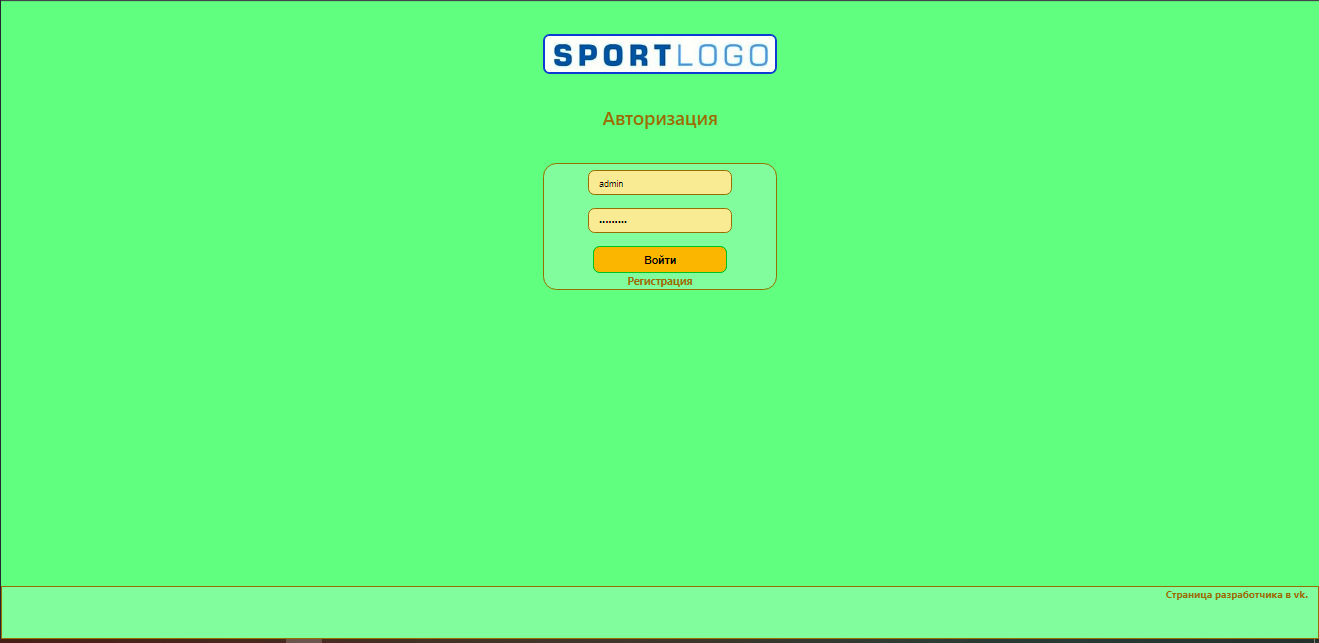 SPORTLOGO
Авторизация
admin
•••••••••
Войти
Регистрация
Страница разработчика в vk.